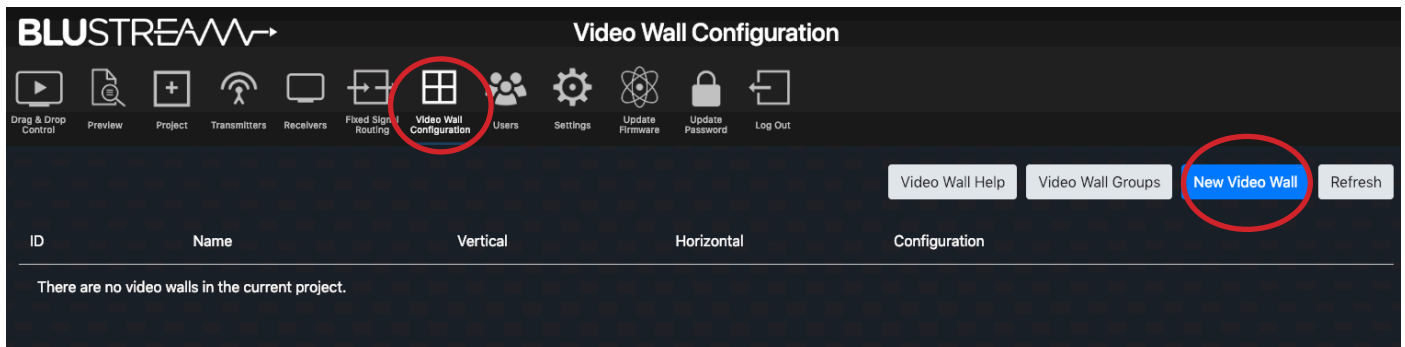 BLUSTREAM
Video Wall Configuration
Drag & Drop
Control
Preview
Project
Transmitters
Receivers
Fixed Signal
Routing
Video Wall
Configuration
Users
Settings
Update
Firmware
Update
Password
Log Out
Video Wall Help
Video Wall Groups
New Video Wall
Refresh
ID Name Vertical Horizontal Configuration
There are no video walls in the current project.